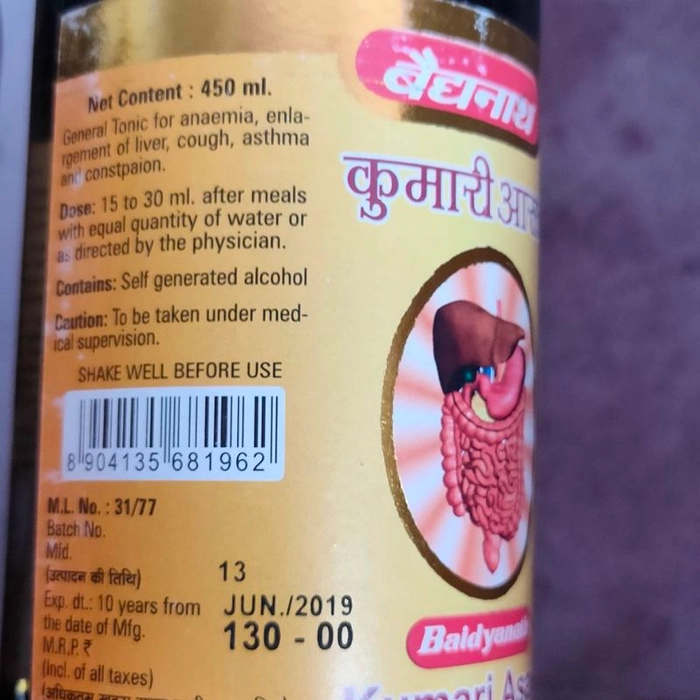 Net Content : 450 ml.
General Tonic for anaemia, enla-
rgement of liver, cough, asthma
and constpaion.
Dose: 15 to 30 ml. after meals
with equal quantity of water or
as directed by the physician.
Contains: Self generated alcohol
Caution: To be taken under med-
ical supervision.
SHAKE WELL BEFORE USE
8 904135 681962
M.L. No. : 31/77
Batch No.
Mfd.
(उत्पादन की तिथि) 13
Exp. dt.: 10 years from JUN./2019
the date of Mfg.
M.R.P. ₹ 130 - 00
(Incl. of all taxes)
बैद्यनाथ
कुमारी
Baidyanath
Kumari